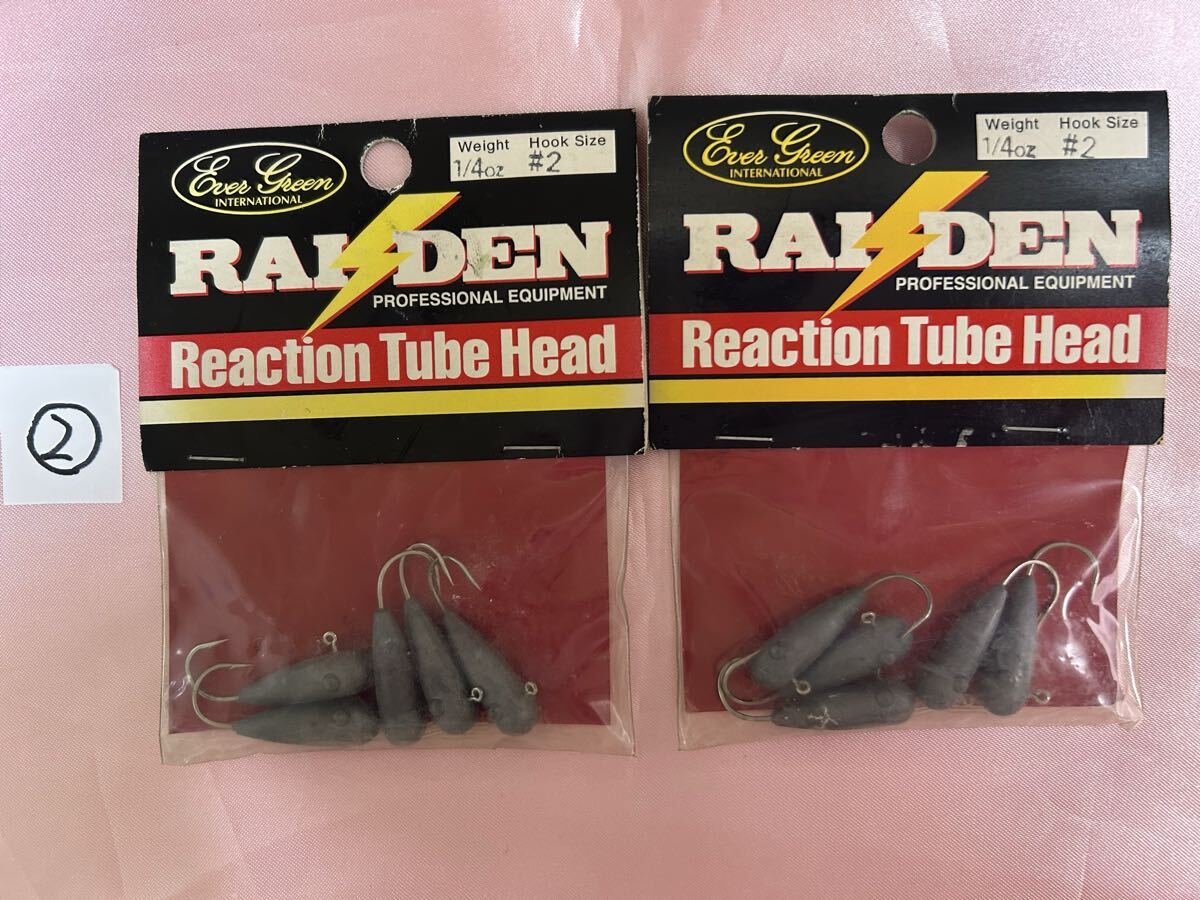 Ever Green
INTERNATIONAL
Weight Hook Size
1/4oz #2
RAIDEN
PROFESSIONAL EQUIPMENT
Reaction Tube Head
Ever Green
INTERNATIONAL
Weight Hook Size
1/4oz #2
RAIDEN
PROFESSIONAL EQUIPMENT
Reaction Tube Head
②